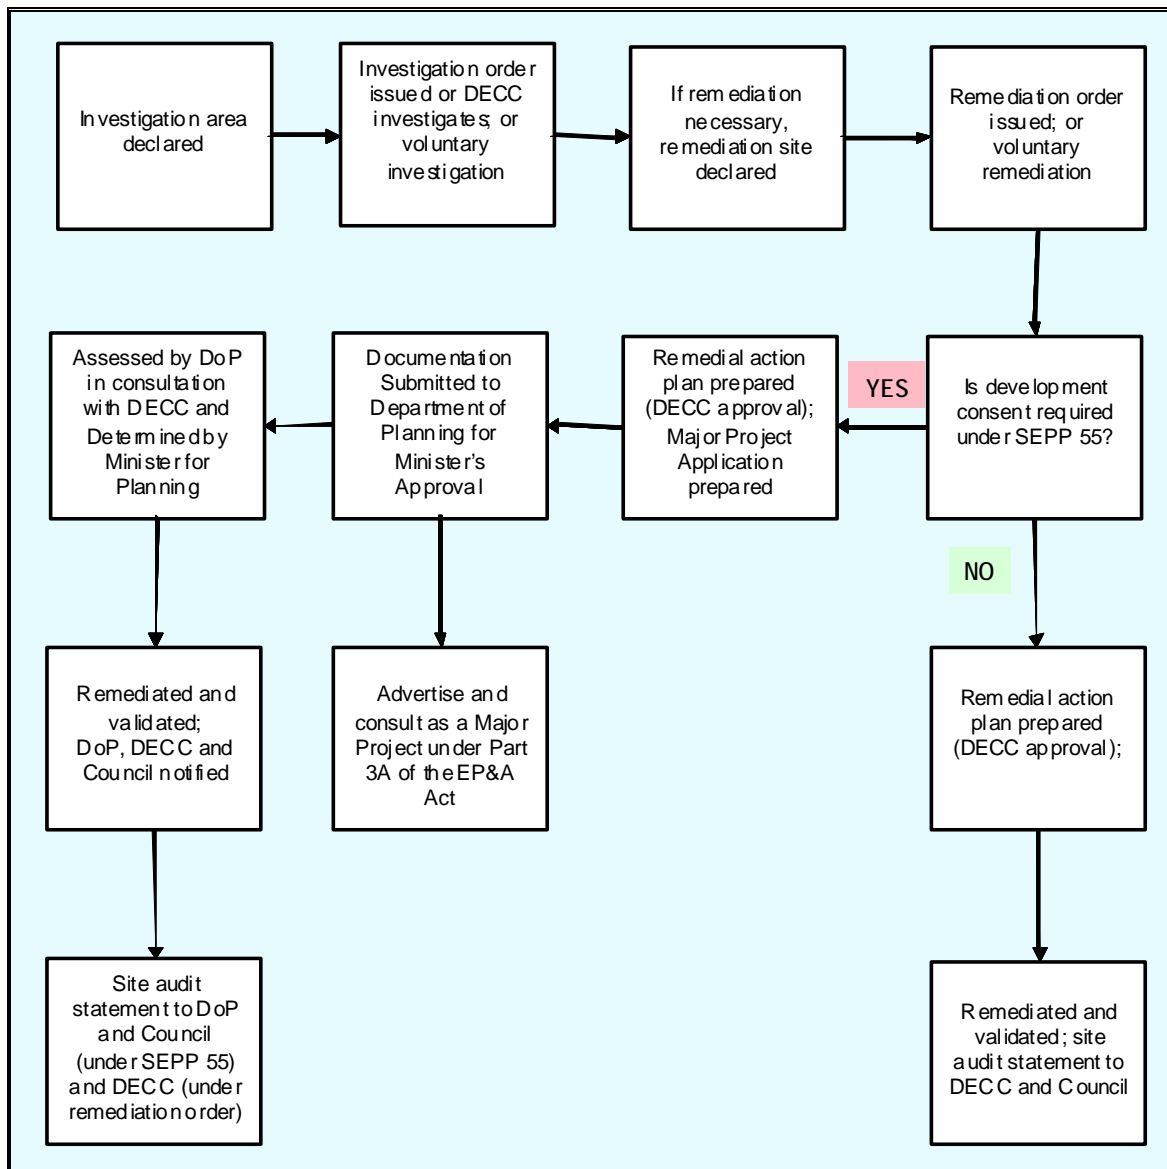 Investigation area
declared
Investigation order
issued or DECC
investigates; or
voluntary
investigation
If remediation
necessary,
remediation site
declared
Remediation order
issued; or
voluntary
remediation
Assessed by DoP
in consultation
with DECC and
Determined by
Minister for
Planning
Documentation
Submitted to
Department of
Planning for
Minister's
Approval
Remedial action
plan prepared
(DECC approval);
Major Project
Application
prepared
YES
Is development
consent required
under SEPP 55?
NO
Remediated and
validated;
DoP, DECC and
Council notified
Advertise and
consult as a Major
Project under Part
3A of the EP&A
Act
Remedial action
plan prepared
(DECC approval);
Site audit
statement to DoP
and Council
(under SEPP 55)
and DECC (under
remediation order)
Remediated and
validated; site
audit statement to
DECC and Council